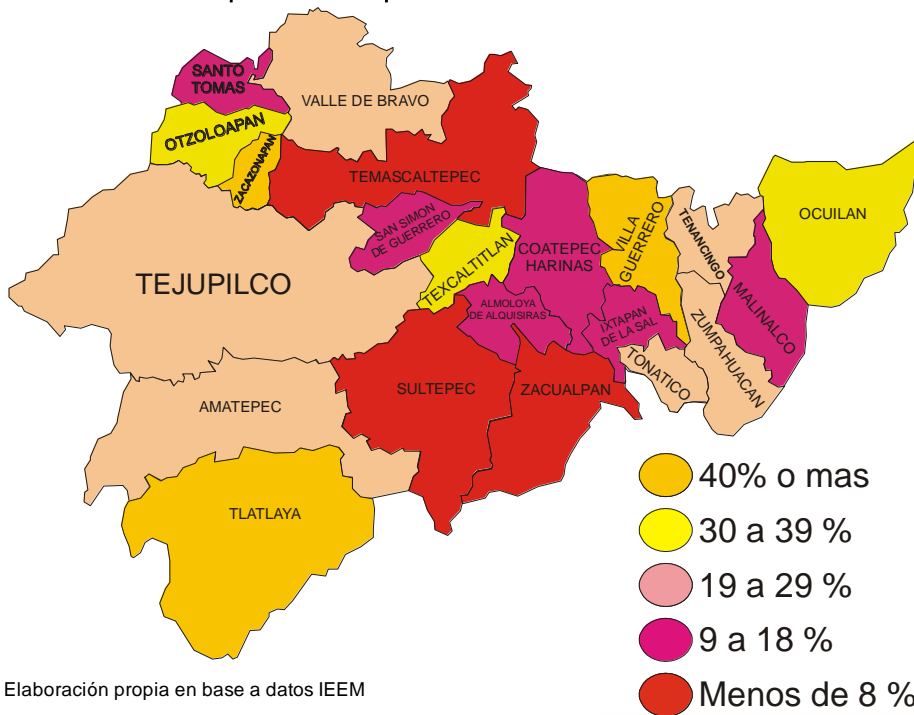 SANTO
TOMAS
VALLE DE BRAVO
OTZOLOAPAN
ZACAZONAPAN
TEMASCALTEPEC
SAN SIMON
DE GUERRERO
COATEPEC
HARINAS
VILLA
GUERRERO
TENANCINGO
OCUILAN
TEJUPILCO
TEXCALTITLAN
MALINALCO
ALMOLOYA
DE ALQUISIRAS
IXTAPAN
DE LA SAL
ZUMPAHUACAN
TONATICO
SULTEPEC
ZACUALPAN
AMATEPEC
TLATLAYA
40% o mas
30 a 39 %
19 a 29 %
9 a 18 %
Menos de 8 %
Elaboración propia en base a datos IEEM